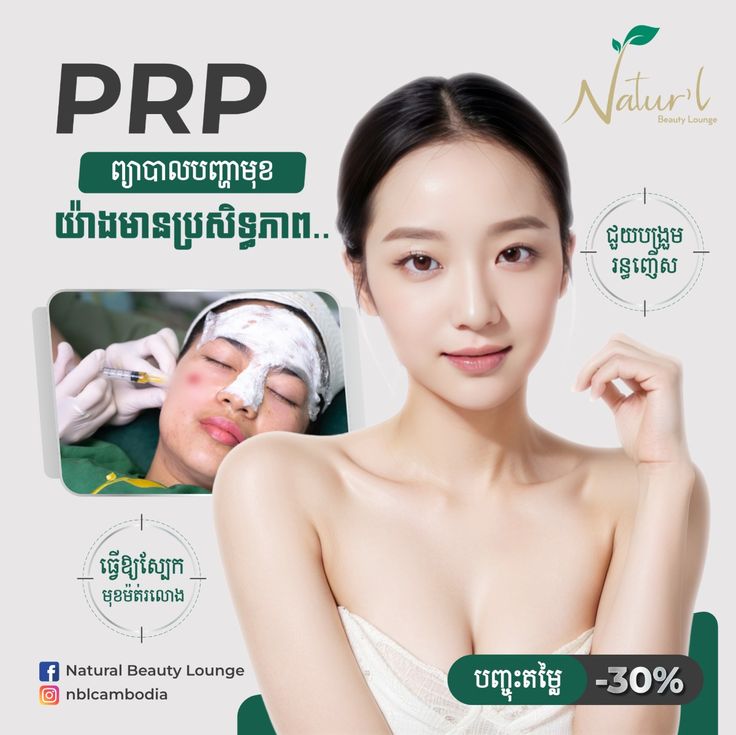 PRP
ព្យាបាលបញ្ហាមុខ
យ៉ាងមានប្រសិទ្ធភាព..
Natur'l
Beauty Lounge
ជួយបង្រួម
រន្ធញើស
ធ្វើឱ្យស្បែក
មុខម៉ត់រលោង
Natural Beauty Lounge
nblcambodia
បញ្ចុះតម្លៃ -30%